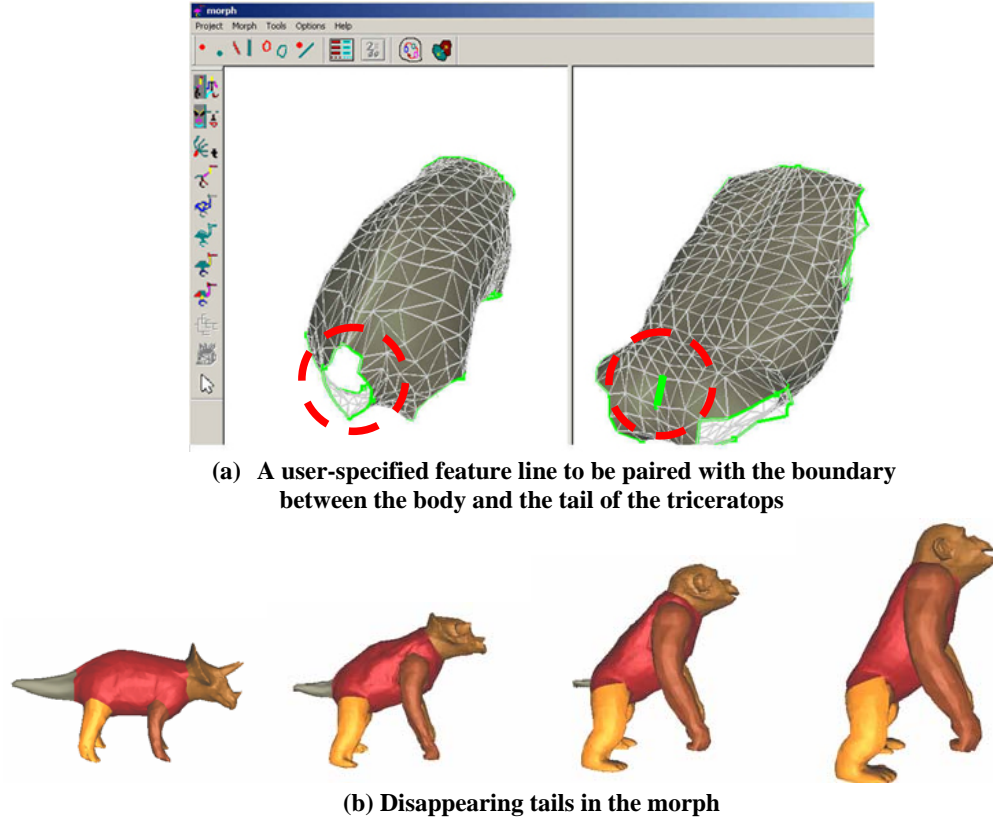 morph
Project Morph Tools Options Help
(a) A user-specified feature line to be paired with the boundary
between the body and the tail of the triceratops
(b) Disappearing tails in the morph